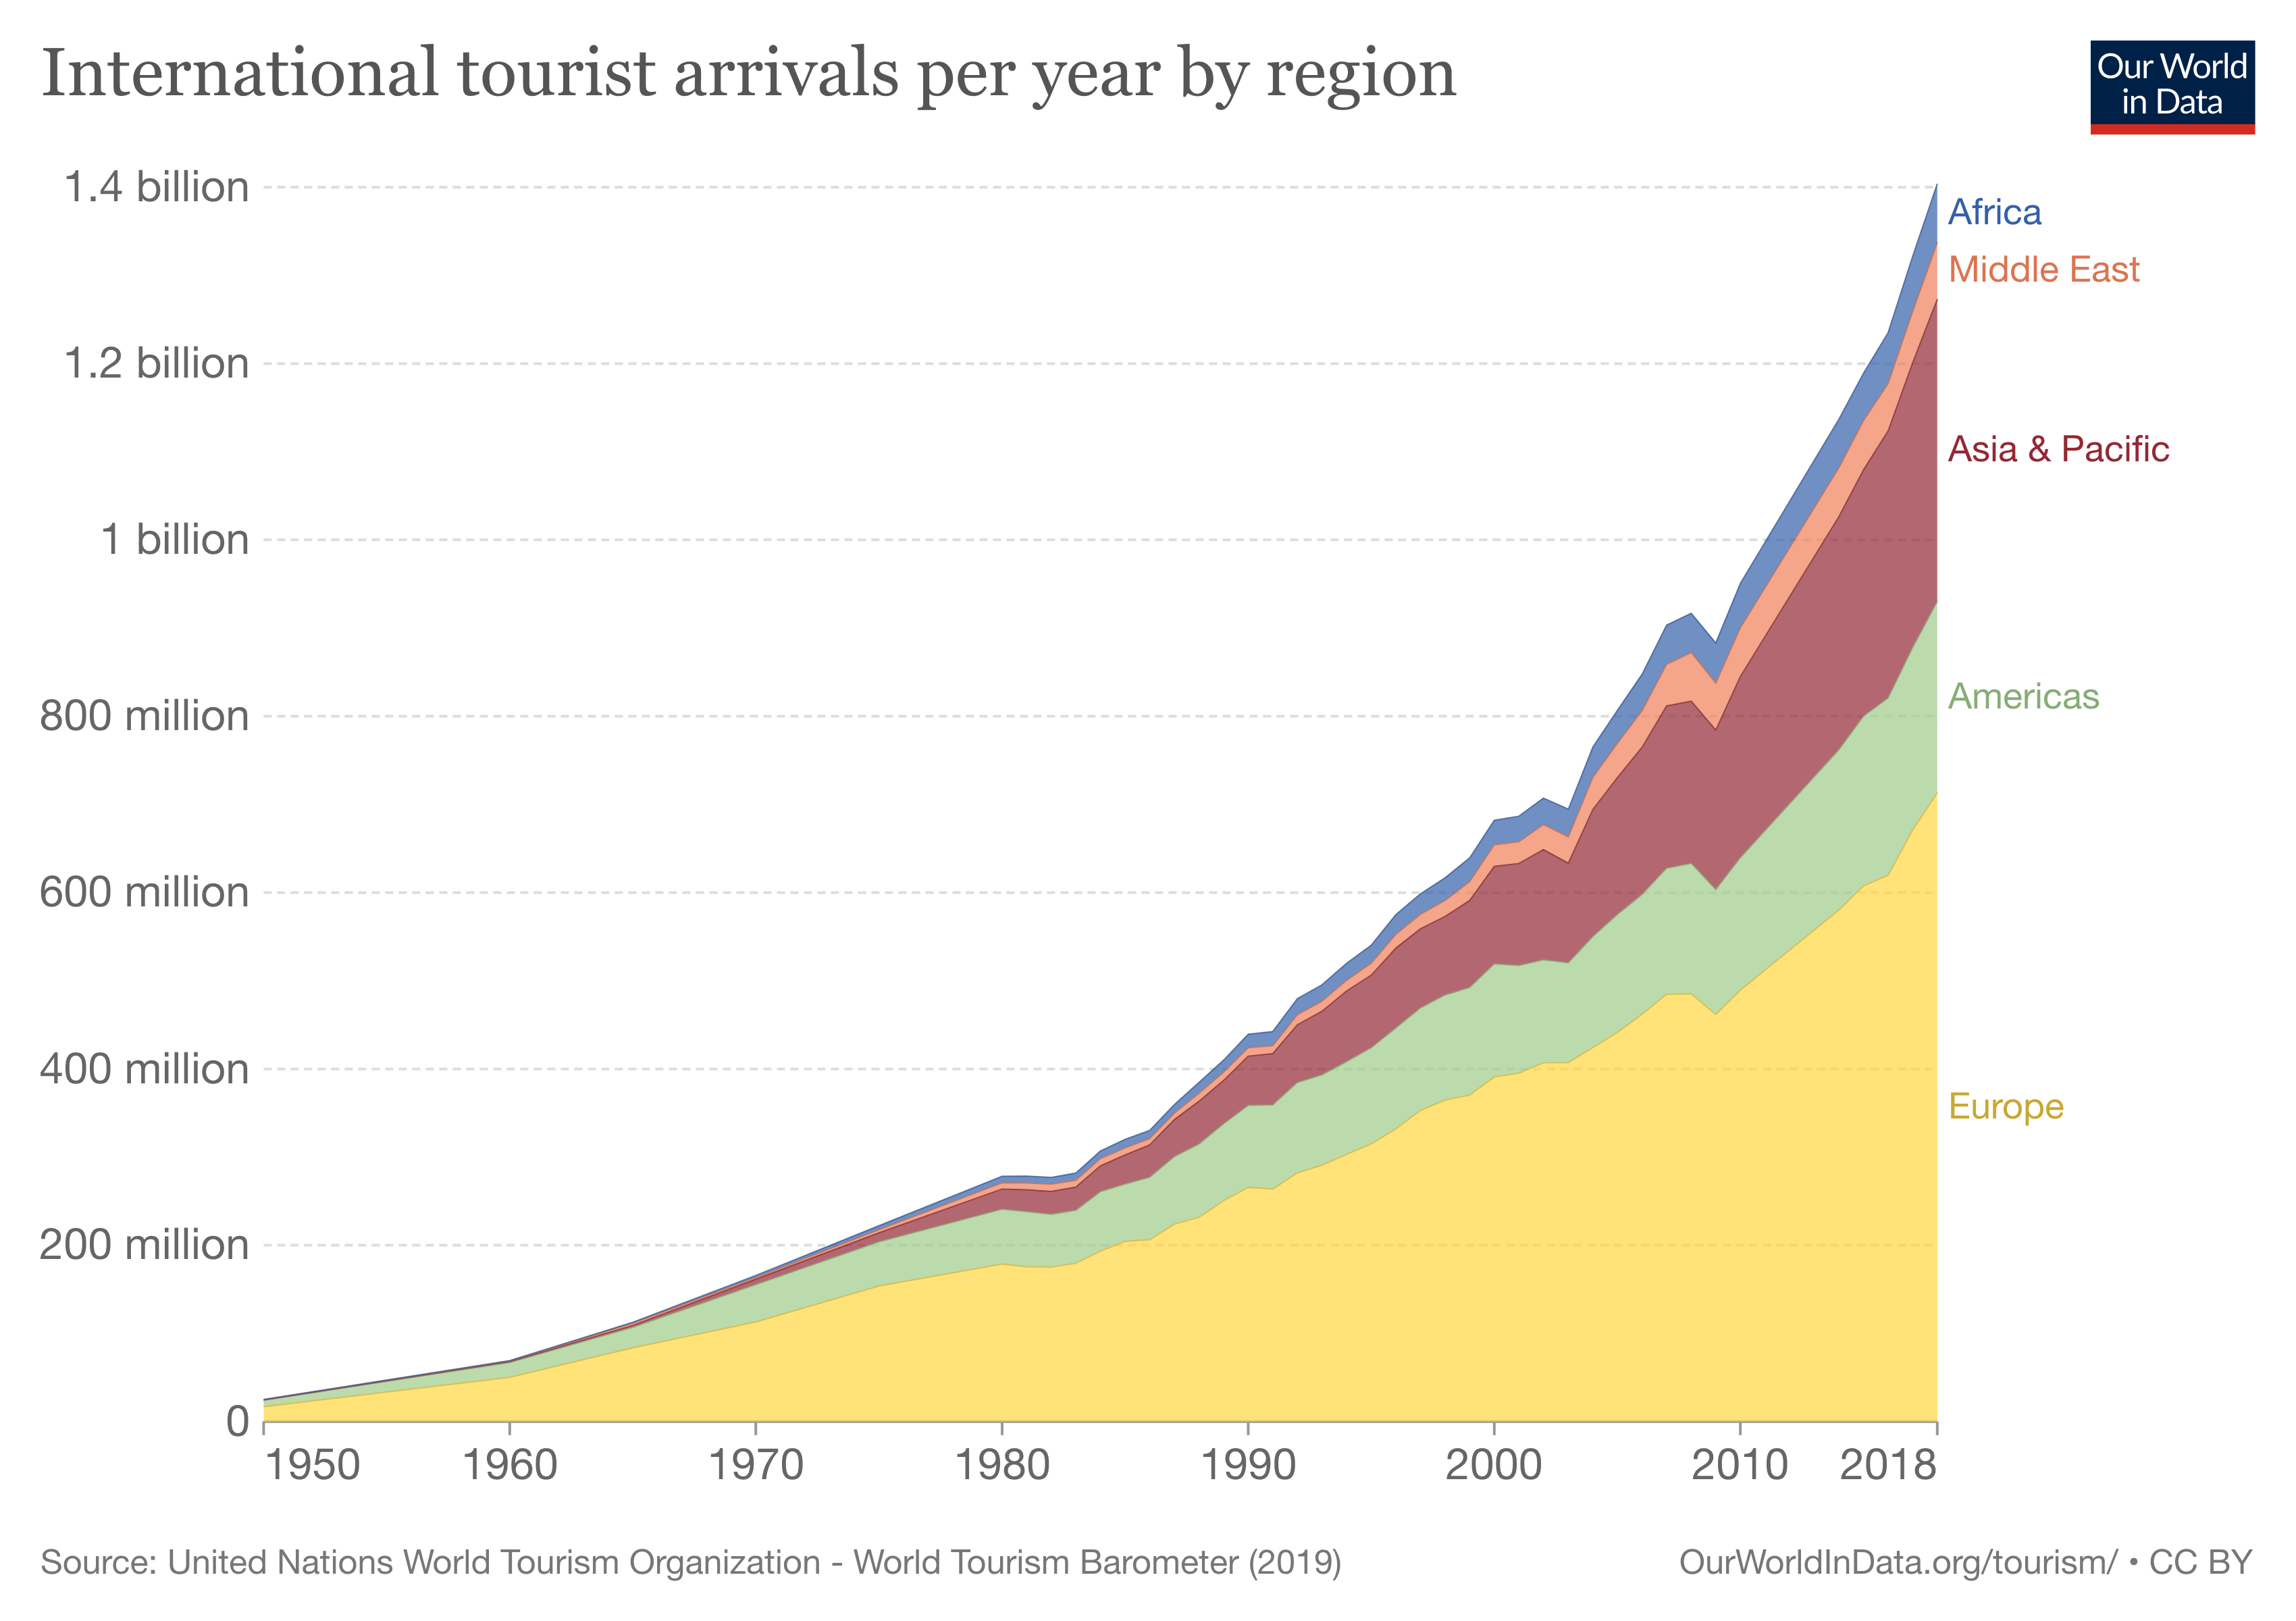 International tourist arrivals per year by region
Our World
in Data
1.4 billion
1.2 billion
1 billion
800 million
600 million
400 million
200 million
0
Africa
Middle East
Asia & Pacific
Americas
Europe
1950 1960 1970 1980 1990 2000 2010 2018
Source: United Nations World Tourism Organization - World Tourism Barometer (2019)
OurWorldInData.org/tourism/ • CC BY